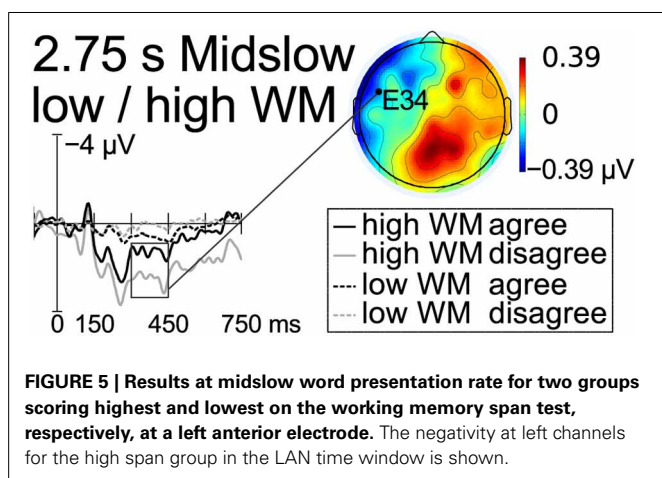 2.75 s Midslow
low / high WM
E34
0.39
0
−0.39 µV
−4 µV
0 150 450 750 ms
high WM agree
high WM disagree
low WM agree
low WM disagree
FIGURE 5 | Results at midslow word presentation rate for two groups
scoring highest and lowest on the working memory span test,
respectively, at a left anterior electrode. The negativity at left channels
for the high span group in the LAN time window is shown.